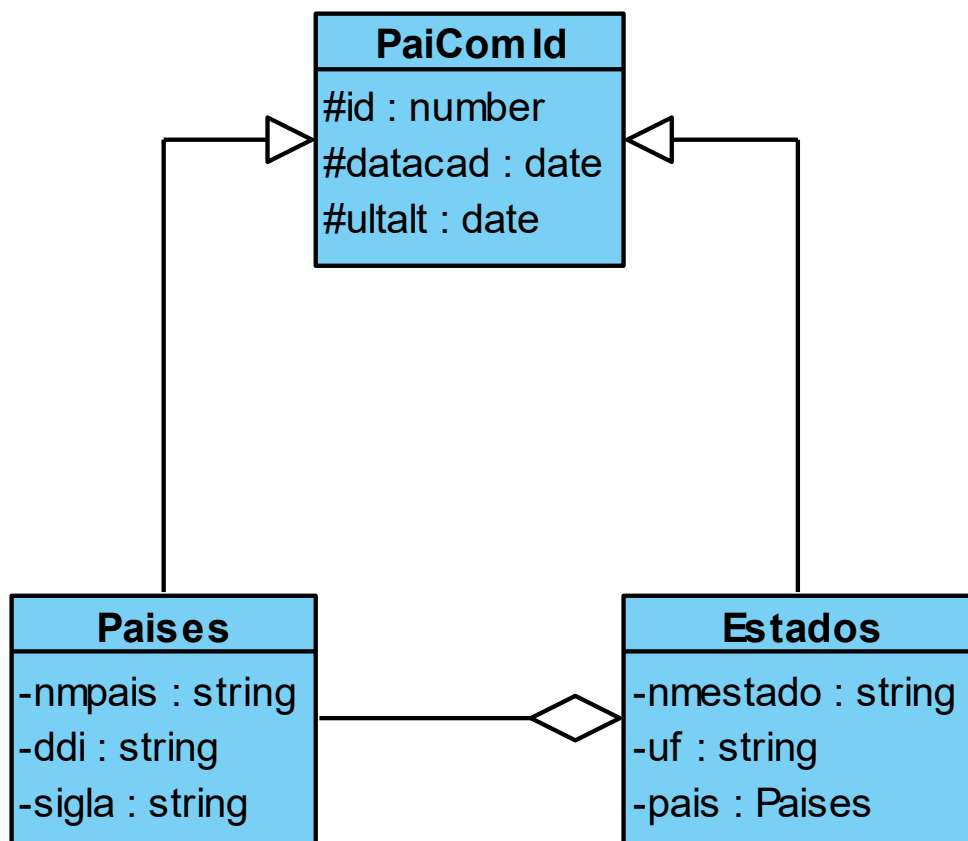 PaiComId
#id : number
#datacad : date
#ultalt : date
Paises
-nmpais : string
-ddi : string
-sigla : string
Estados
-nmestado : string
-uf : string
-pais : Paises